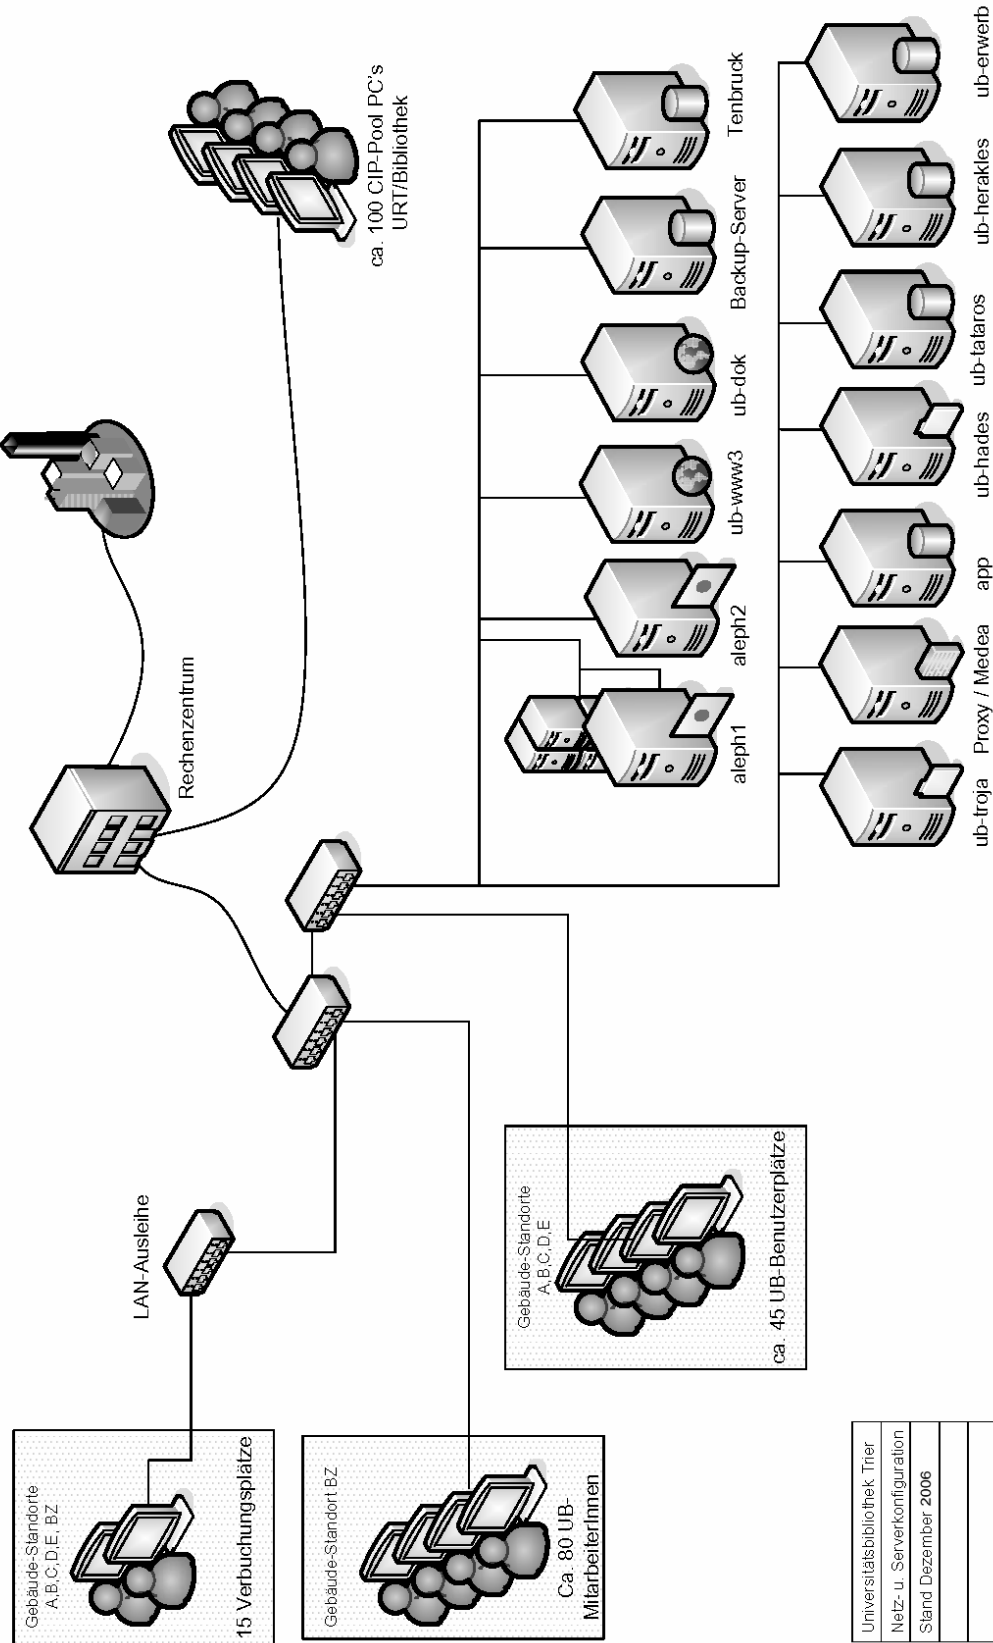 ca. 100 CIP-Pool PC's
URT/Bibliothek
Rechenzentrum
LAN-Ausleihe
Gebäude-Standorte
A,B,C,D,E, BZ
15 Verbuchungsplätze
Gebäude-Standort BZ
Ca. 80 UB-
MitarbeiterInnen
Gebäude-Standorte
A,B,C,D,E
ca. 45 UB-Benutzerplätze
aleph1
aleph2
ub-www3
ub-dok
Backup-Server
Tenbruck
ub-troja
Proxy / Medea
app
ub-hades
ub-tataros
ub-herakles
ub-erwerb
Universitätsbibliothek Trier
Netz- u. Serverkonfiguration
Stand Dezember 2006